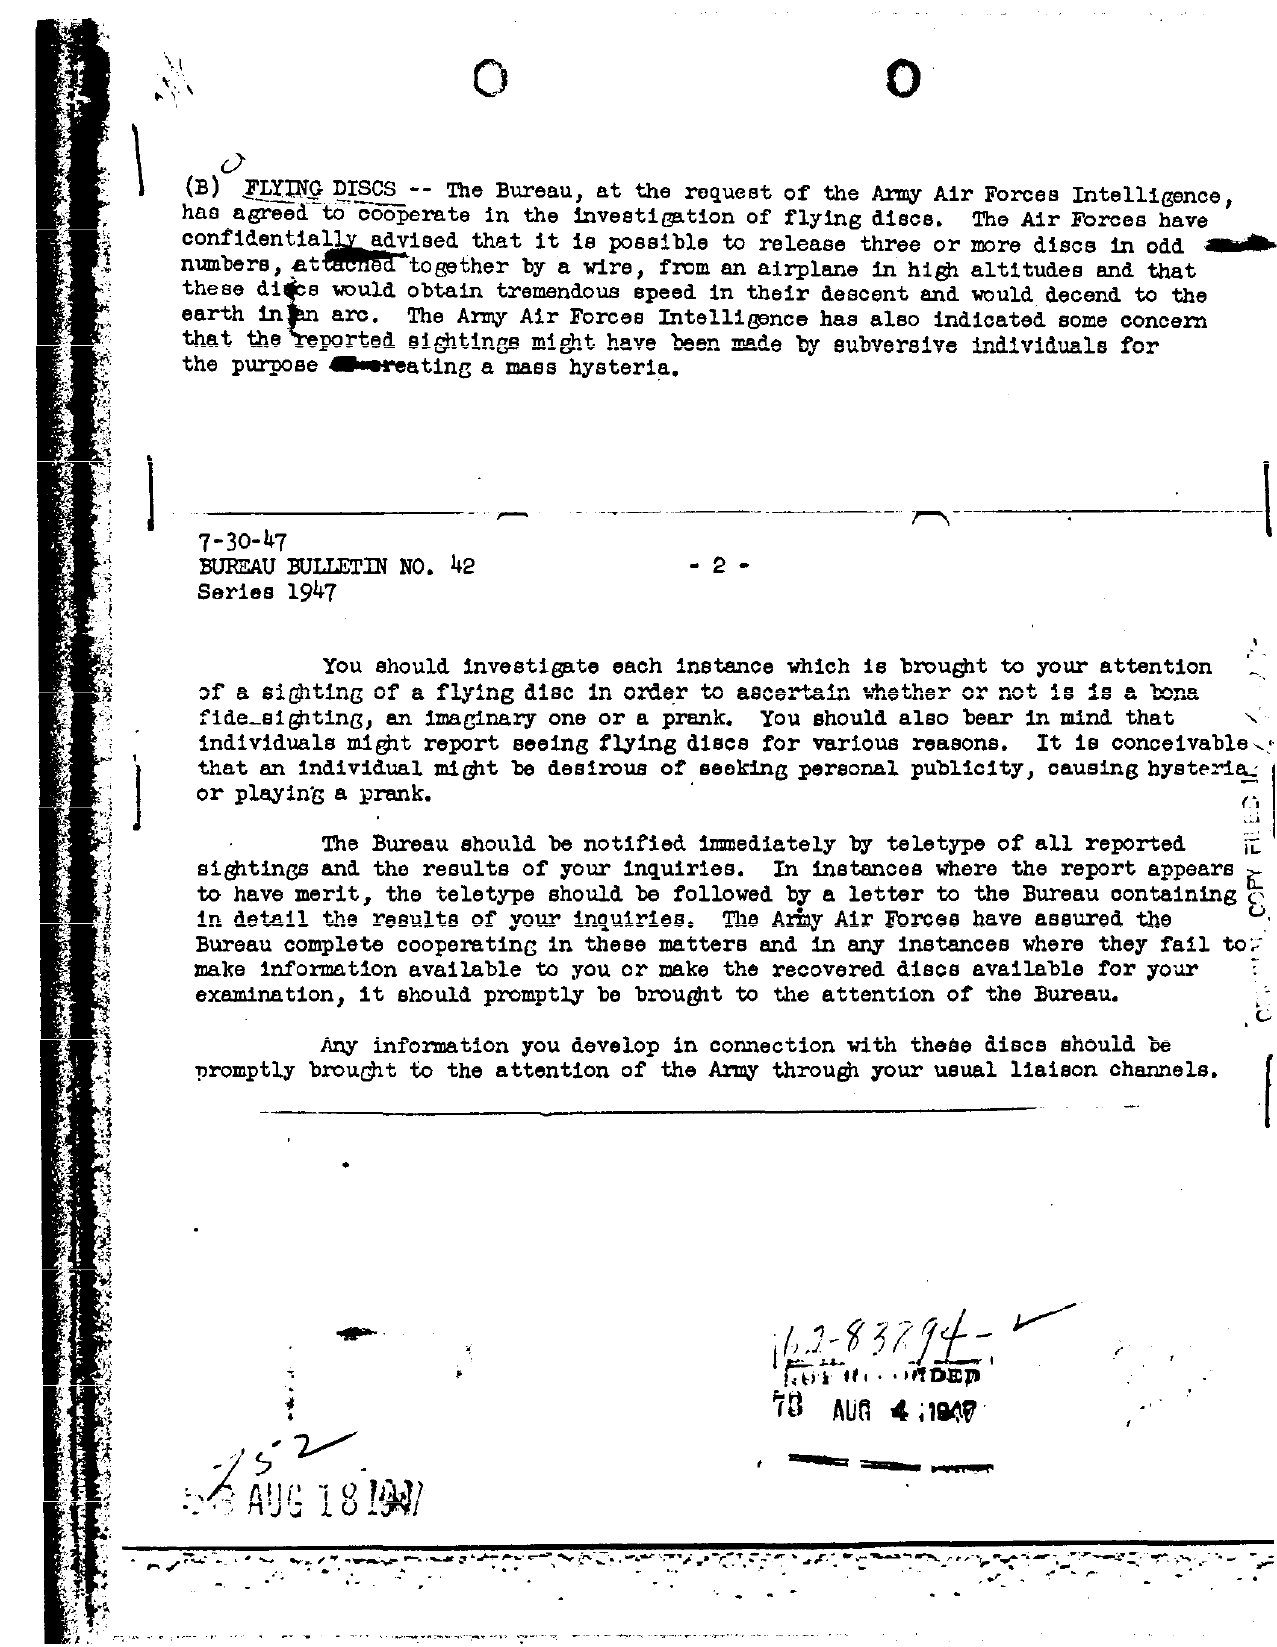 (B) FLYING DISCS -- The Bureau, at the request of the Army Air Forces Intelligence,
has agreed to cooperate in the investigation of flying discs. The Air Forces have
confidentially advised that it is possible to release three or more discs in odd
numbers, attached together by a wire, from an airplane in high altitudes and that
these discs would obtain tremendous speed in their descent and would decend to the
earth in an arc. The Army Air Forces Intelligence has also indicated some concern
that the reported sightings might have been made by subversive individuals for
the purpose creating a mass hysteria.
7-30-47
BUREAU BULLETIN NO. 42 - 2 -
Series 1947
You should investigate each instance which is brought to your attention
of a sighting of a flying disc in order to ascertain whether or not is is a bona
fide sighting, an imaginary one or a prank. You should also bear in mind that
individuals might report seeing flying discs for various reasons. It is conceivable
that an individual might be desirous of seeking personal publicity, causing hysteria
or playing a prank.
The Bureau should be notified immediately by teletype of all reported
sightings and the results of your inquiries. In instances where the report appears
to have merit, the teletype should be followed by a letter to the Bureau containing
in detail the results of your inquiries. The Army Air Forces have assured the
Bureau complete cooperating in these matters and in any instances where they fail to
make information available to you or make the recovered discs available for your
examination, it should promptly be brought to the attention of the Bureau.
Any information you develop in connection with these discs should be
promptly brought to the attention of the Army through your usual liaison channels.
62-83894-
AUG 4 1947
52
AUG 18 1947
COPY